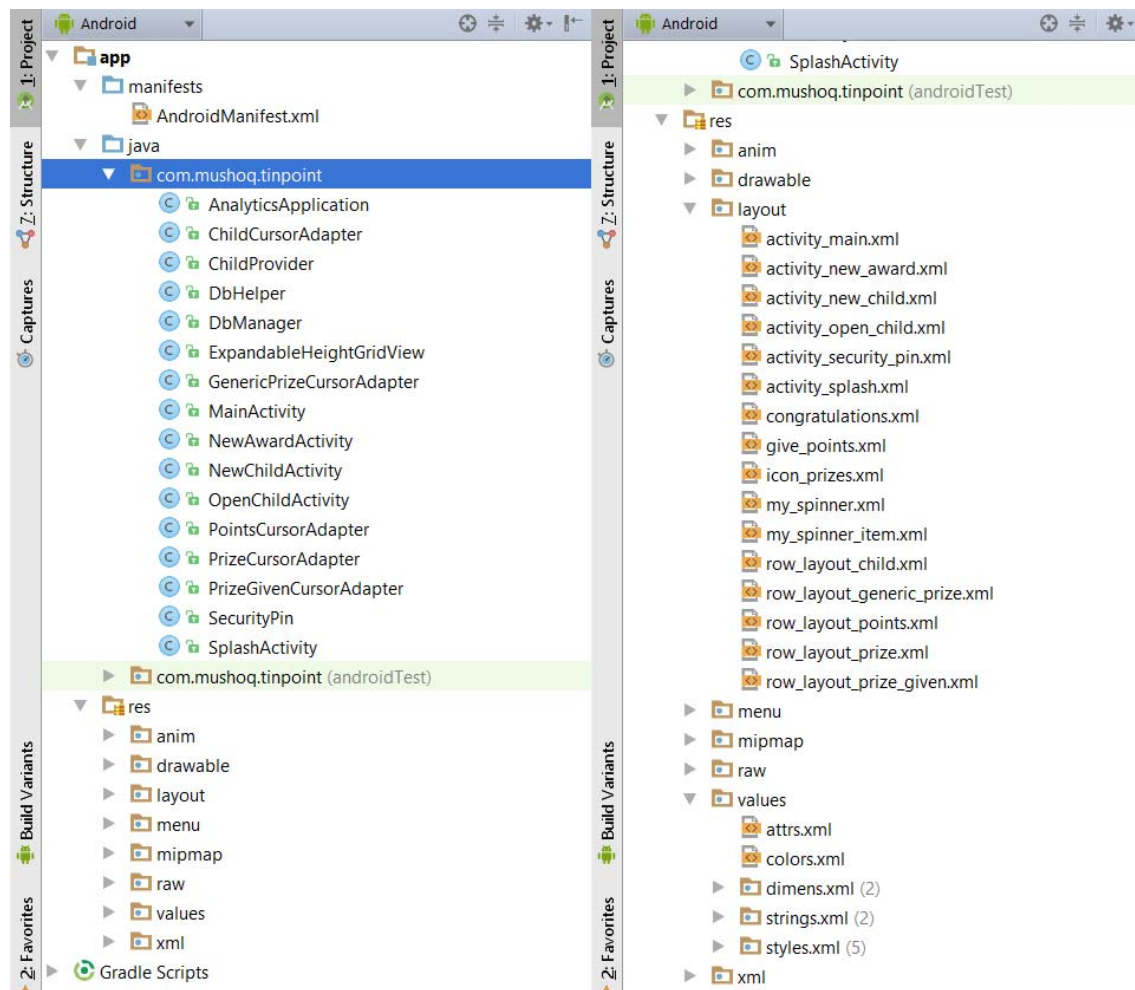 Android
app
manifests
AndroidManifest.xml
java
com.mushoq.tinpoint
AnalyticsApplication
ChildCursorAdapter
ChildProvider
DbHelper
DbManager
ExpandableHeightGridView
GenericPrizeCursorAdapter
MainActivity
NewAwardActivity
NewChildActivity
OpenChildActivity
PointsCursorAdapter
PrizeCursorAdapter
PrizeGivenCursorAdapter
SecurityPin
SplashActivity
com.mushoq.tinpoint (androidTest)
res
anim
drawable
layout
menu
mipmap
raw
values
xml
Gradle Scripts
1: Project
7: Structure
Captures
Build Variants
2: Favorites
Android
SplashActivity
com.mushoq.tinpoint (androidTest)
res
anim
drawable
layout
activity_main.xml
activity_new_award.xml
activity_new_child.xml
activity_open_child.xml
activity_security_pin.xml
activity_splash.xml
congratulations.xml
give_points.xml
icon_prizes.xml
my_spinner.xml
my_spinner_item.xml
row_layout_child.xml
row_layout_generic_prize.xml
row_layout_points.xml
row_layout_prize.xml
row_layout_prize_given.xml
menu
mipmap
raw
values
attrs.xml
colors.xml
dimens.xml (2)
strings.xml (2)
styles.xml (5)
xml
1: Project
7: Structure
Captures
Build Variants
2: Favorites